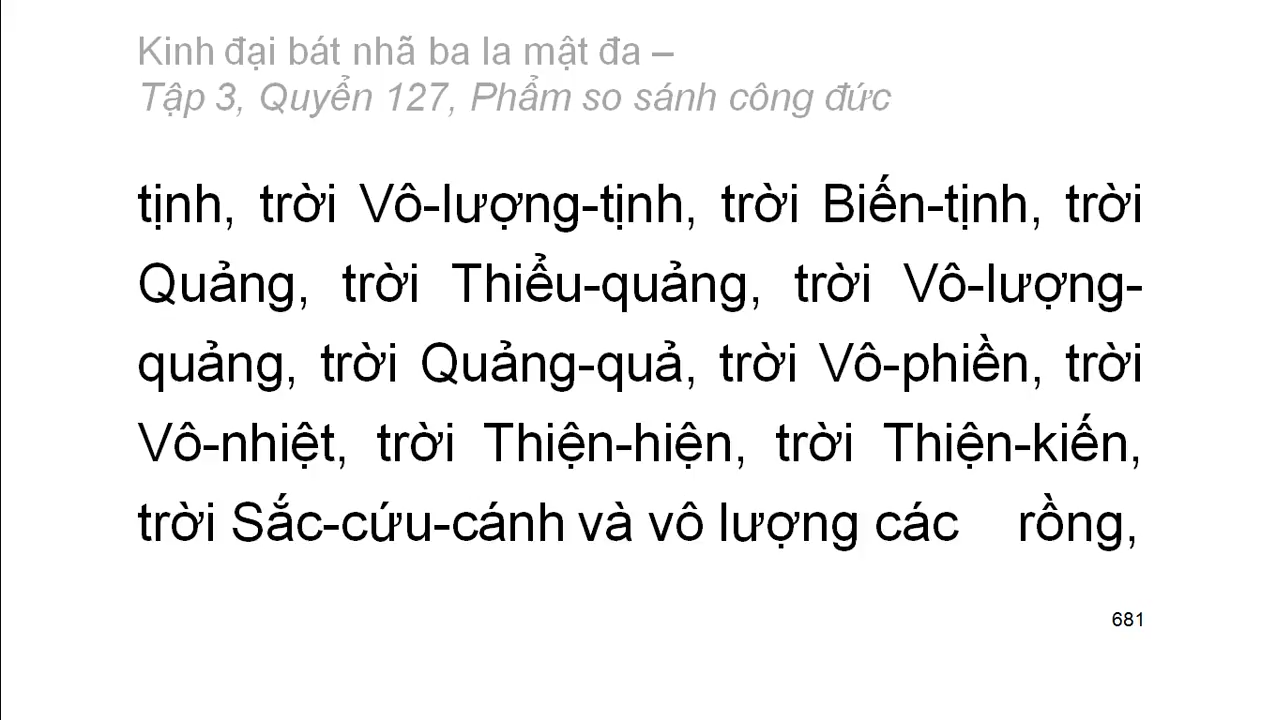 Kinh đại bát nhã ba la mật đa –
Tập 3, Quyển 127, Phẩm so sánh công đức
tịnh, trời Vô-lượng-tịnh, trời Biến-tịnh, trời
Quảng, trời Thiểu-quảng, trời Vô-lượng-
quảng, trời Quảng-quả, trời Vô-phiền, trời
Vô-nhiệt, trời Thiện-hiện, trời Thiện-kiến,
trời Sắc-cứu-cánh và vô lượng các rồng,
681